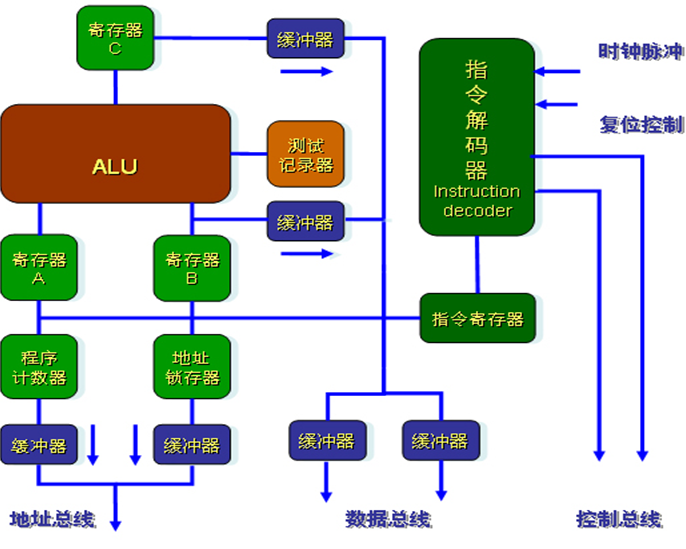 寄存器
C
缓冲器
指
令
解
码
器
Instruction
decoder
时钟脉冲
复位控制
ALU
测试
记录器
缓冲器
寄存器
A
寄存器
B
指令寄存器
程序
计数器
地址
锁存器
缓冲器
缓冲器
缓冲器
缓冲器
地址总线
数据总线
控制总线